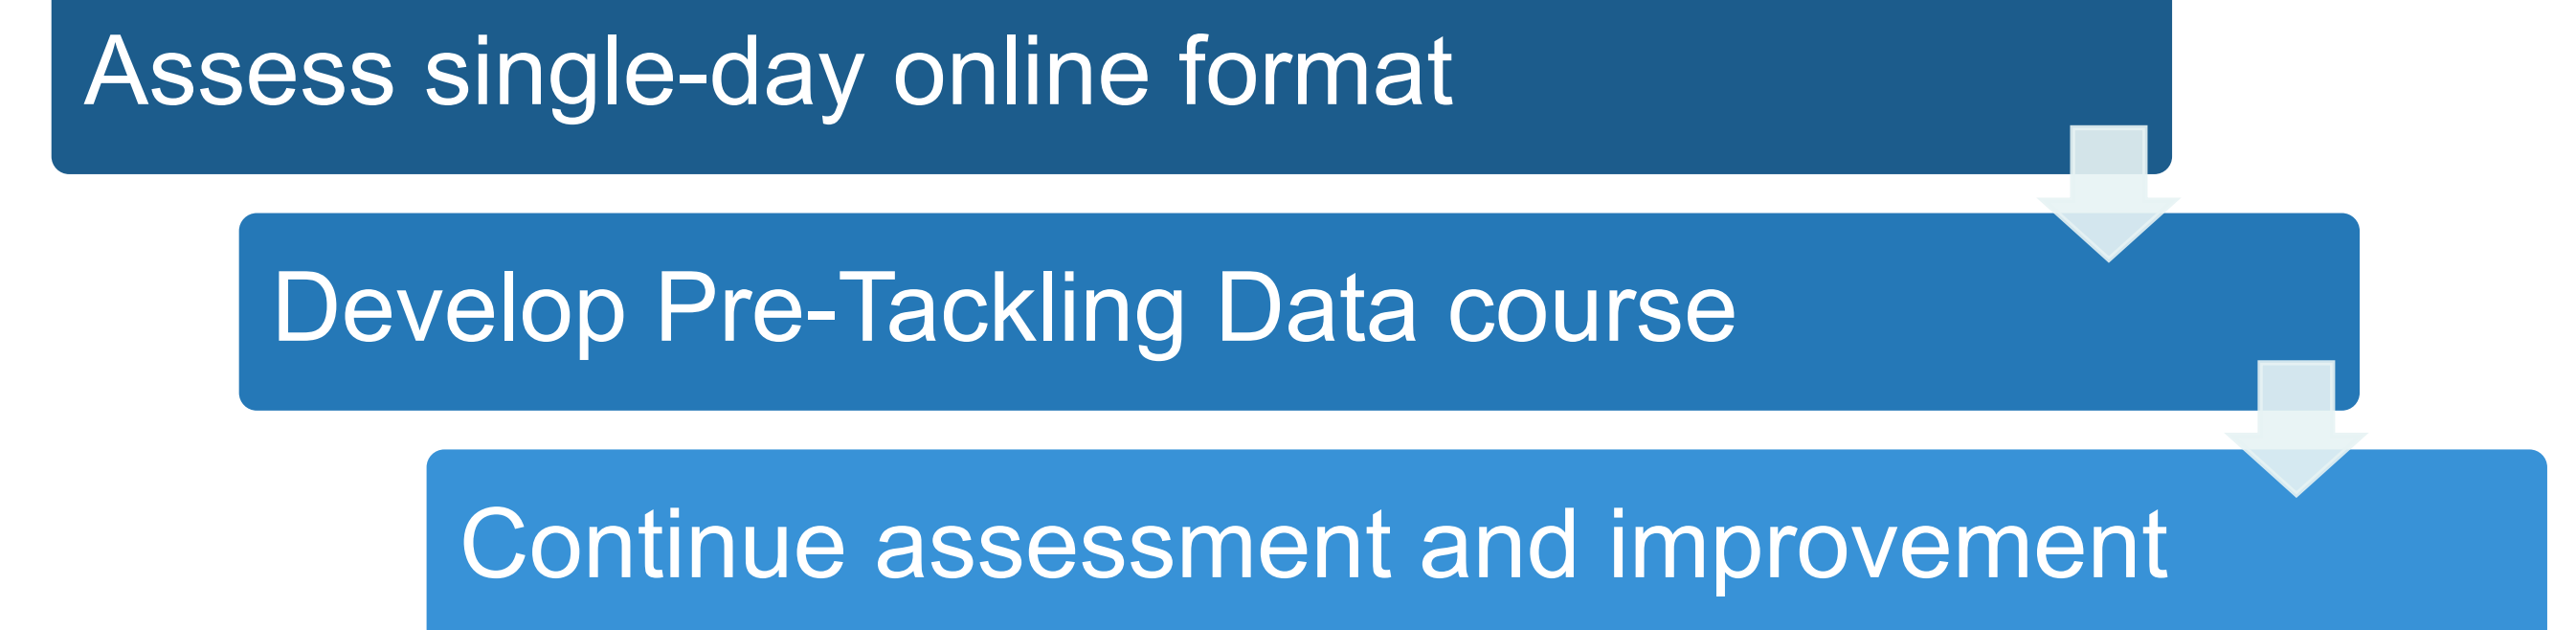 Assess single-day online format
Develop Pre-Tackling Data course
Continue assessment and improvement